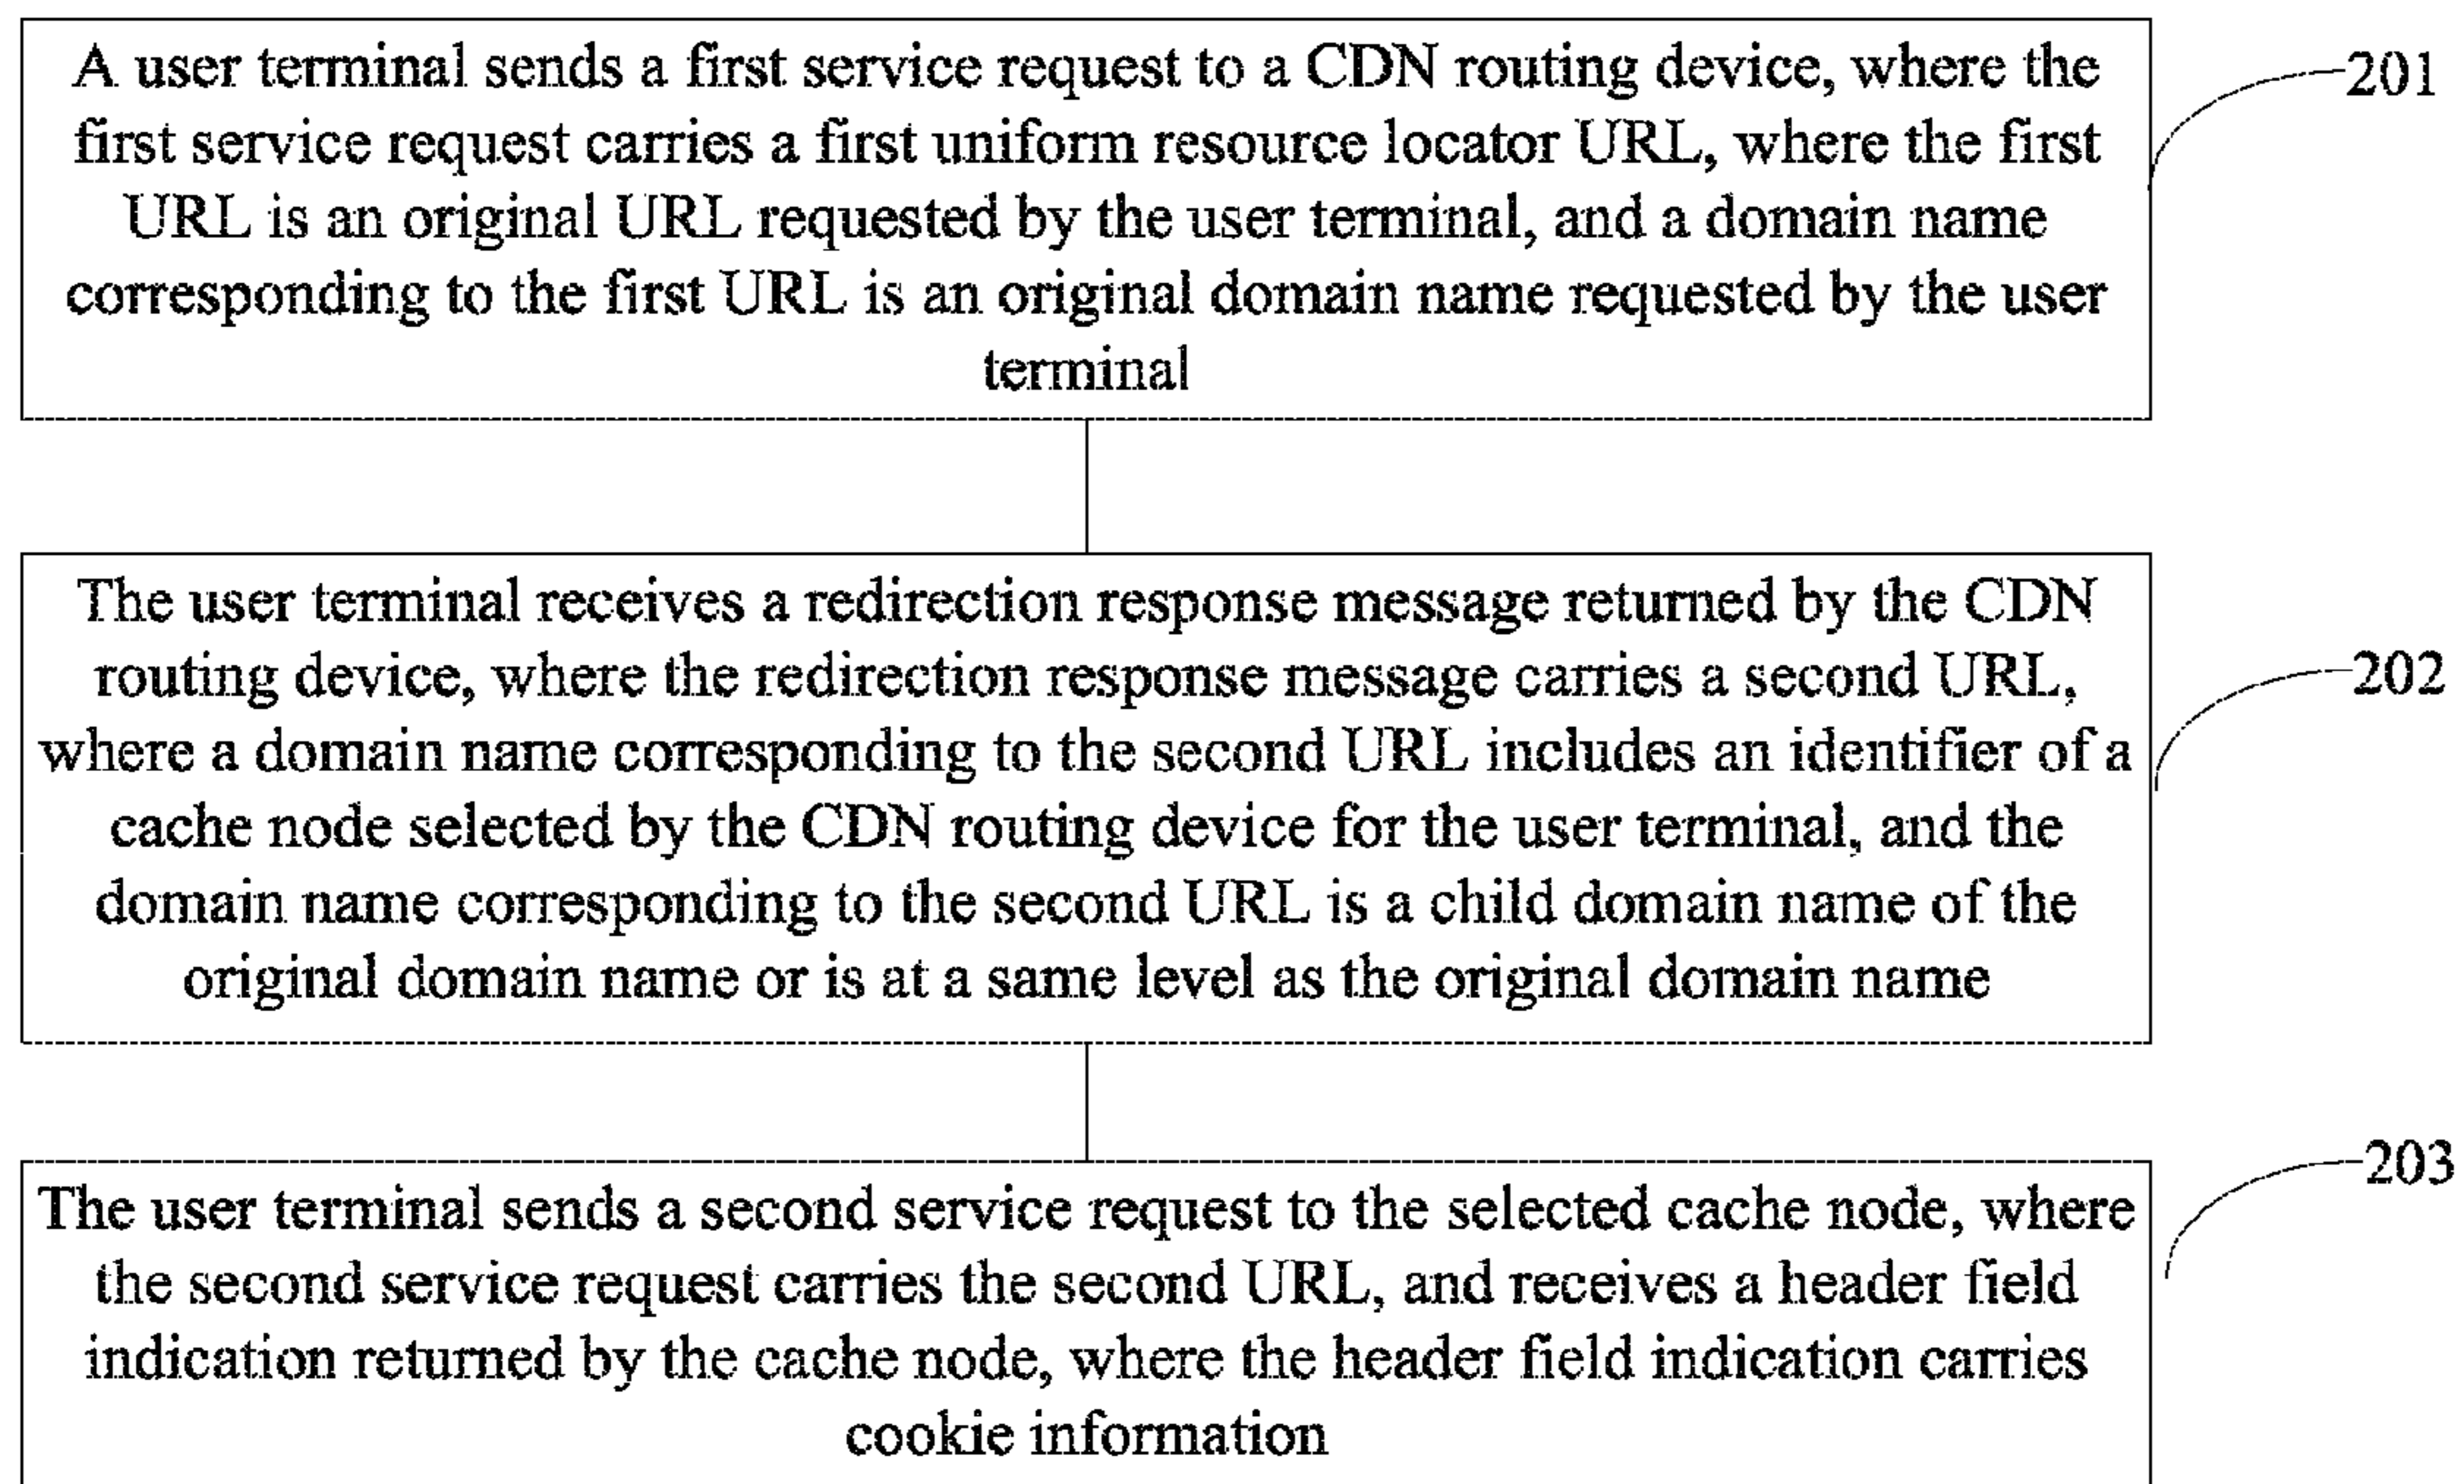 A user terminal sends a first service request to a CDN routing device, where the
first service request carries a first uniform resource locator URL, where the first
URL is an original URL requested by the user terminal, and a domain name
corresponding to the first URL is an original domain name requested by the user
terminal
201
The user terminal receives a redirection response message returned by the CDN
routing device, where the redirection response message carries a second URL,
where a domain name corresponding to the second URL includes an identifier of a
cache node selected by the CDN routing device for the user terminal, and the
domain name corresponding to the second URL is a child domain name of the
original domain name or is at a same level as the original domain name
202
The user terminal sends a second service request to the selected cache node, where
the second service request carries the second URL, and receives a header field
indication returned by the cache node, where the header field indication carries
cookie information
203